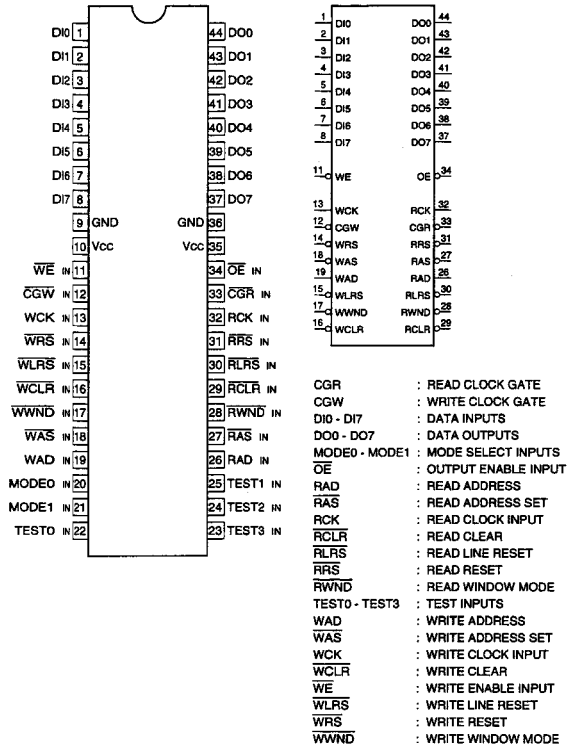 DI0 1 44 DO0
DI1 2 43 DO1
DI2 3 42 DO2
DI3 4 41 DO3
DI4 5 40 DO4
DI5 6 39 DO5
DI6 7 38 DO6
DI7 8 37 DO7
9 GND GND 36
10 Vcc Vcc 35
WE IN 11 34 OE IN
CGW IN 12 33 CGR IN
WCK IN 13 32 RCK IN
WRS IN 14 31 RRS IN
WLRS IN 15 30 RLRS IN
WCLR IN 16 29 RCLR IN
WWND IN 17 28 RWND IN
WAS IN 18 27 RAS IN
WAD IN 19 26 RAD IN
MODE0 IN 20 25 TEST1 IN
MODE1 IN 21 24 TEST2 IN
TEST0 IN 22 23 TEST3 IN
1 DI0 DO0 44
2 DI1 DO1 43
3 DI2 DO2 42
4 DI3 DO3 41
5 DI4 DO4 40
6 DI5 DO5 39
7 DI6 DO6 38
8 DI7 DO7 37
11 WE OE 34
13 WCK RCK 32
12 CGW CGR 33
14 WRS RRS 31
18 WAS RAS 27
19 WAD RAD 26
15 WLRS RLRS 30
17 WWND RWND 28
16 WCLR RCLR 29
CGR : READ CLOCK GATE
CGW : WRITE CLOCK GATE
DI0 - DI7 : DATA INPUTS
DO0 - DO7 : DATA OUTPUTS
MODE0 - MODE1 : MODE SELECT INPUTS
OE : OUTPUT ENABLE INPUT
RAD : READ ADDRESS
RAS : READ ADDRESS SET
RCK : READ CLOCK INPUT
RCLR : READ CLEAR
RLRS : READ LINE RESET
RRS : READ RESET
RWND : READ WINDOW MODE
TEST0 - TEST3 : TEST INPUTS
WAD : WRITE ADDRESS
WAS : WRITE ADDRESS SET
WCK : WRITE CLOCK INPUT
WCLR : WRITE CLEAR
WE : WRITE ENABLE INPUT
WLRS : WRITE LINE RESET
WRS : WRITE RESET
WWND : WRITE WINDOW MODE